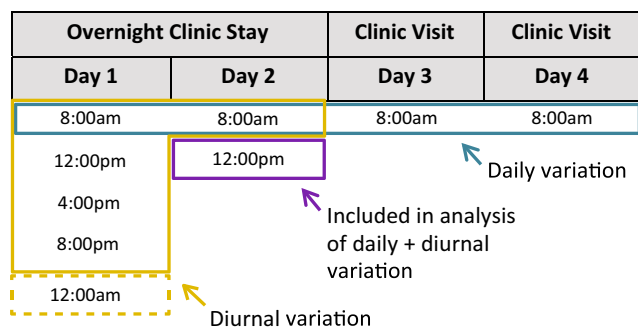 Overnight Clinic Stay Clinic Visit Clinic Visit
Day 1 Day 2 Day 3 Day 4
8:00am 8:00am 8:00am 8:00am
12:00pm 12:00pm
Daily variation
4:00pm
Included in analysis
of daily + diurnal
variation
8:00pm
12:00am
Diurnal variation